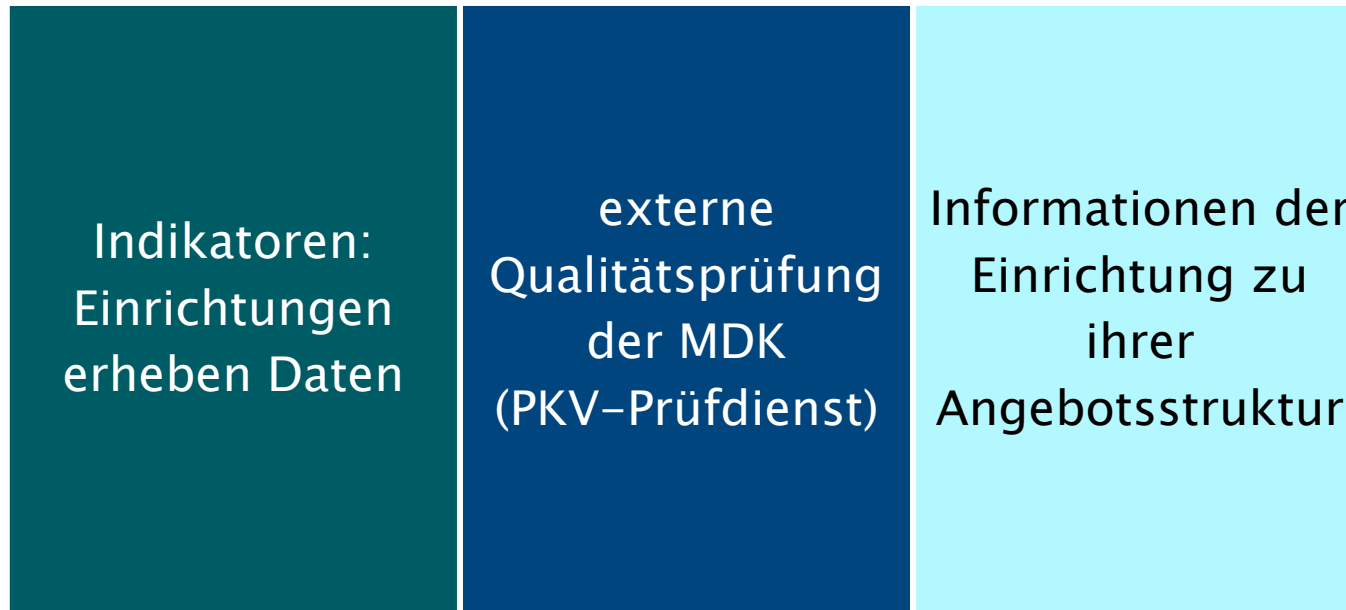 Indikatoren:
Einrichtungen
erheben Daten
externe
Qualitätsprüfung
der MDK
(PKV-Prüfdienst)
Informationen der
Einrichtung zu
ihrer
Angebotsstruktur